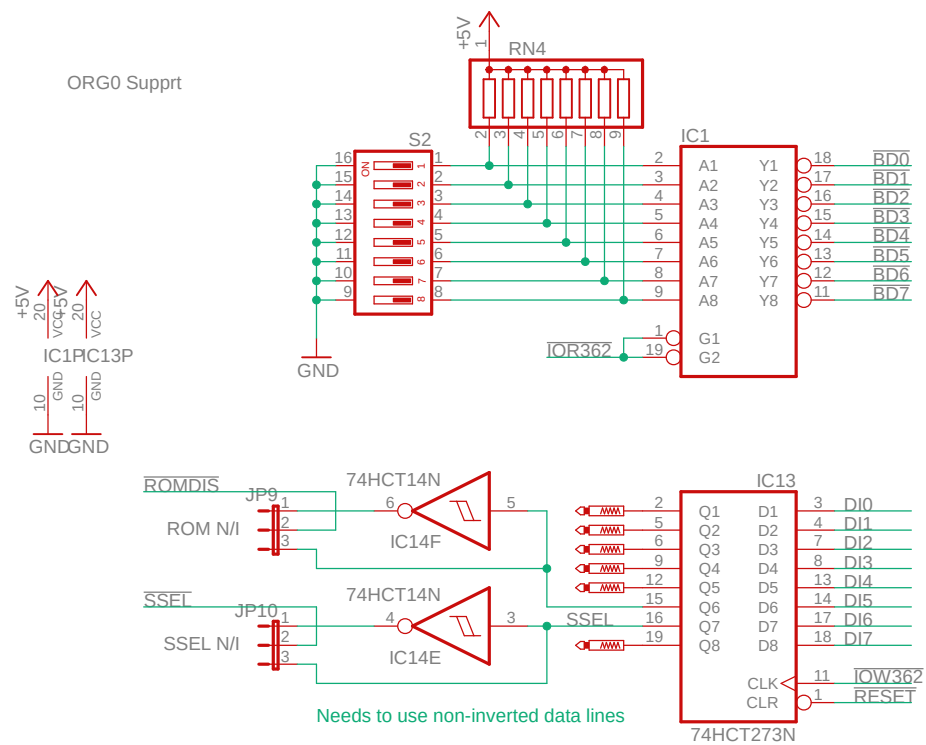 +5V
1
RN4
ORG0 Supprt
2 3 4 5 6 7 8 9
S2
IC1
ON
16 1 1 2 A1 Y1 18 BD0
15 2 2 3 A2 Y2 17 BD1
14 3 3 4 A3 Y3 16 BD2
13 4 4 5 A4 Y4 15 BD3
12 5 5 6 A5 Y5 14 BD4
11 6 6 7 A6 Y6 13 BD5
10 7 7 8 A7 Y7 12 BD6
9 8 8 9 A8 Y8 11 BD7
1 G1
IOR362 19 G2
GND
+5V +5V
20 20
VCC VCC
IC1P IC13P
GND GND
10 10
GND GND
74HCT14N
IC13
ROMDIS
JP9
1 6 5 2 Q1 D1 3 DI0
ROM N/I 2 5 Q2 D2 4 DI1
IC14F
3 6 Q3 D3 7 DI2
9 Q4 D4 8 DI3
12 Q5 D5 13 DI4
74HCT14N
SSEL
15 Q6 D6 14 DI5
JP10
1 4 3 SSEL 16 Q7 D7 17 DI6
SSEL N/I 2 19 Q8 D8 18 DI7
IC14E
3
CLK 11 IOW362
CLR 1 RESET
Needs to use non-inverted data lines
74HCT273N